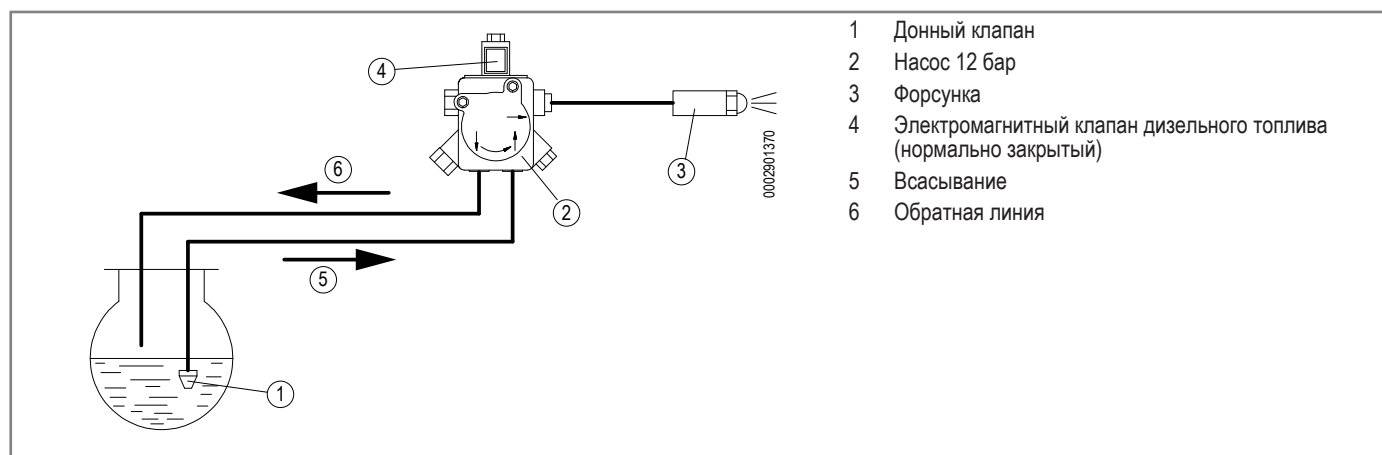 4
3
0002901370
6
2
5
1
1 Донный клапан
2 Насос 12 бар
3 Форсунка
4 Электромагнитный клапан дизельного топлива
(нормально закрытый)
5 Всасывание
6 Обратная линия